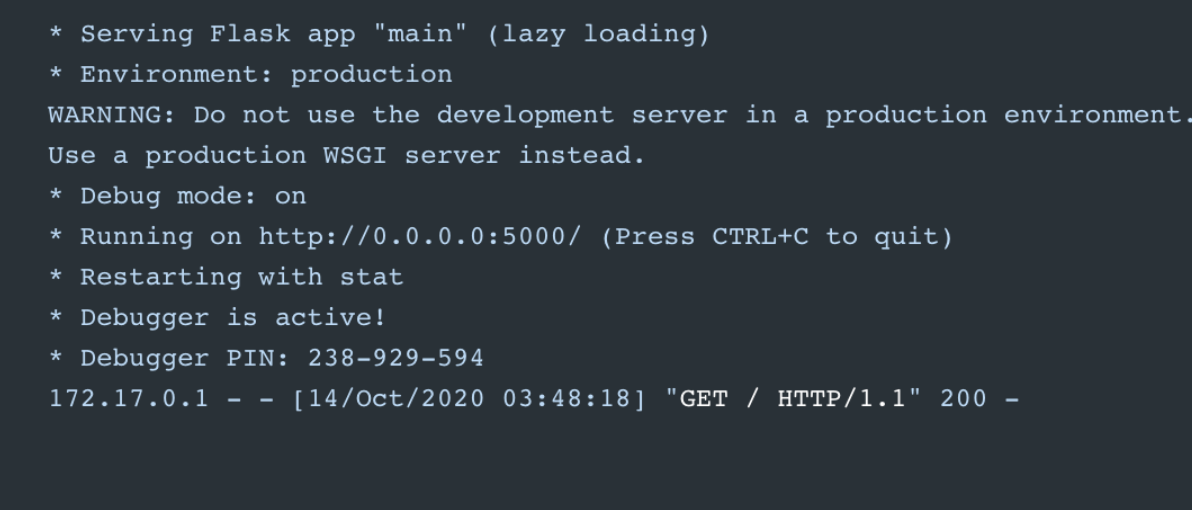 * Serving Flask app "main" (lazy loading)
* Environment: production
WARNING: Do not use the development server in a production environment.
Use a production WSGI server instead.
* Debug mode: on
* Running on http://0.0.0.0:5000/ (Press CTRL+C to quit)
* Restarting with stat
* Debugger is active!
* Debugger PIN: 238-929-594
172.17.0.1 - - [14/Oct/2020 03:48:18] "GET / HTTP/1.1" 200 -